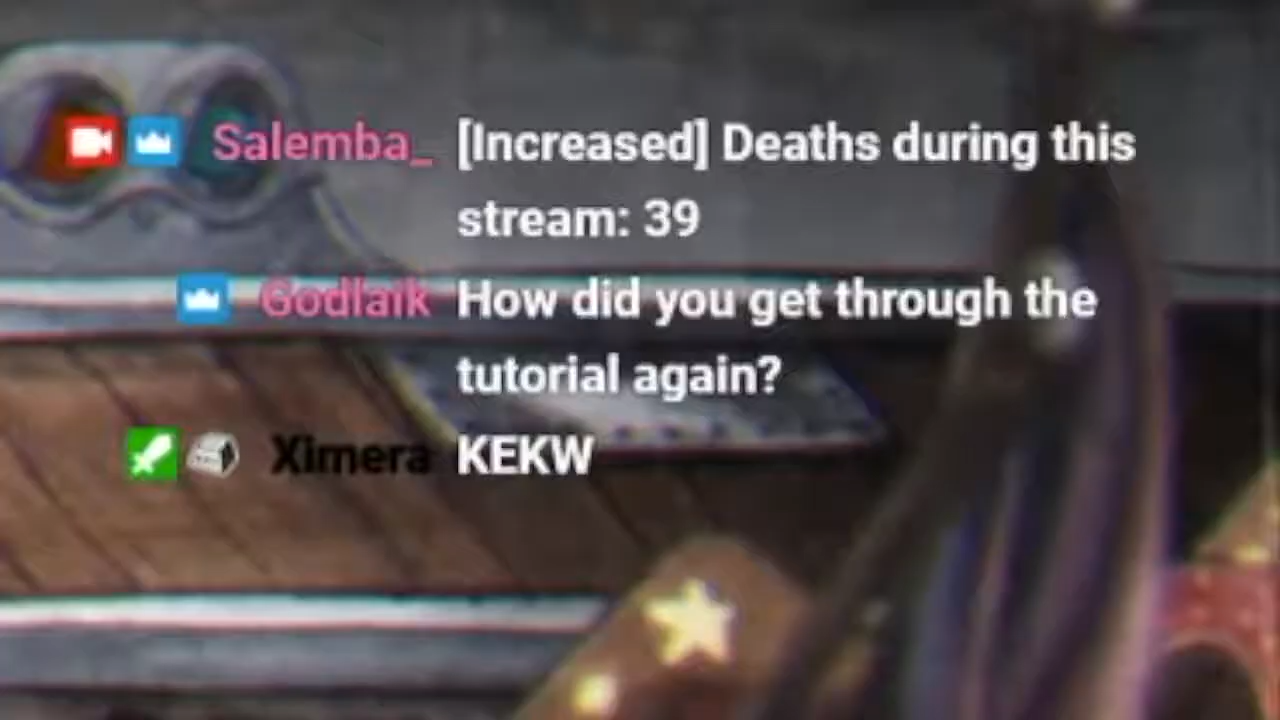 Salemba_ [Increased] Deaths during this
stream: 39
Godlaik How did you get through the
tutorial again?
Ximera KEKW